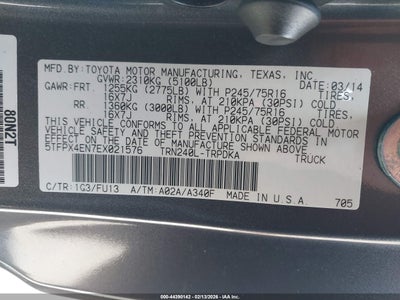 MFD. BY: TOYOTA MOTOR MANUFACTURING, TEXAS, INC.
GVWR: 2310KG (5100LB) 03/14
GAWR: FRT. 1255KG (2775LB) WITH P245/75R16 TIRES,
16X7J RIMS, AT 210KPA (30PSI) COLD
RR. 1360KG (3000LB) WITH P245/75R16 TIRES,
16X7J RIMS, AT 210KPA (30PSI) COLD
THIS VEHICLE CONFORMS TO ALL APPLICABLE FEDERAL MOTOR
VEHICLE SAFETY AND THEFT PREVENTION STANDARDS IN
EFFECT ON THE DATE OF MANUFACTURE SHOWN ABOVE.
5TFPX4EN7EX021576 TRUCK
TRN240L-TRPDKA
C/TR:1G3/FU13 A/TM:A02A/A340F MADE IN U.S.A
705
80N2T
000-44390142 - 02/13/2026 - IAAI.COM